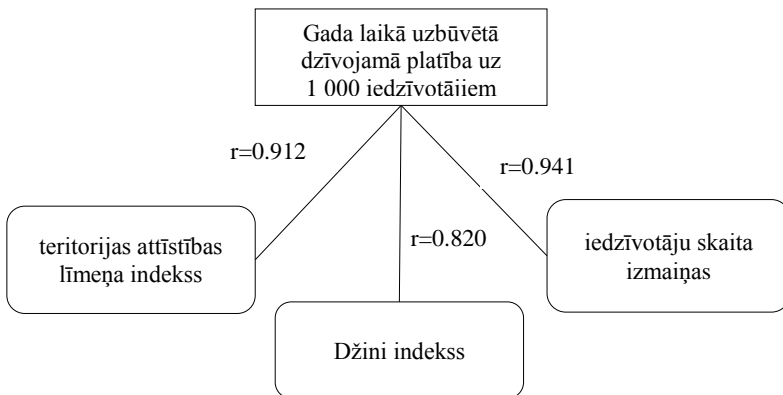 Gada laikā uzbūvētā
dzīvojamā platība uz
1 000 iedzīvotājiem
r=0.912
r=0.941
r=0.820
teritorijas attīstības
līmeņa indekss
iedzīvotāju skaita
izmaiņas
Džini indekss